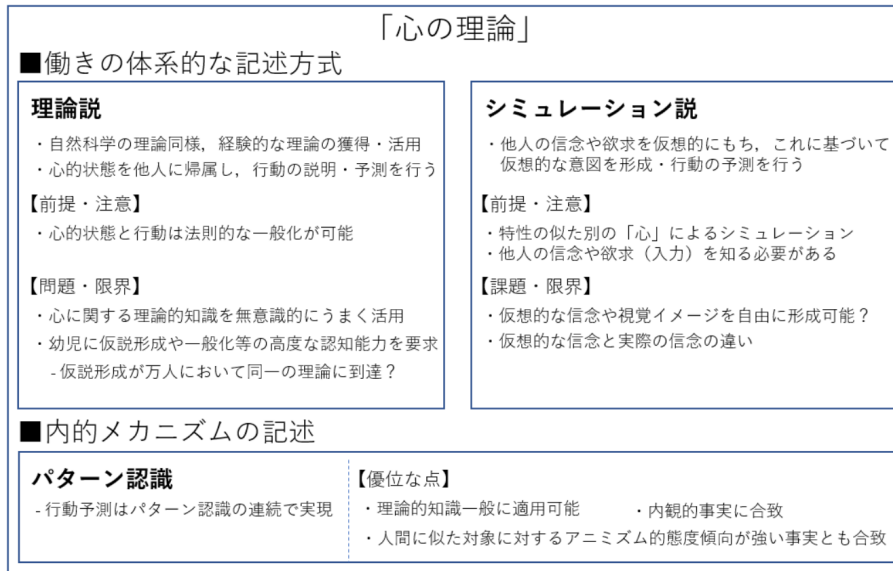 「心の理論」
■働きの体系的な記述方式
理論説
・自然科学の理論同様，経験的な理論の獲得・活用
・心的状態を他人に帰属し，行動の説明・予測を行う
【前提・注意】
・心的状態と行動は法則的な一般化が可能
【問題・限界】
・心に関する理論的知識を無意識的にうまく活用
・幼児に仮説形成や一般化等の高度な認知能力を要求
- 仮説形成が万人において同一の理論に到達？
シミュレーション説
・他人の信念や欲求を仮想的にもち，これに基づいて
仮想的な意図を形成・行動の予測を行う
【前提・注意】
・特性の似た別の「心」によるシミュレーション
・他人の信念や欲求（入力）を知る必要がある
【課題・限界】
・仮想的な信念や視覚イメージを自由に形成可能？
・仮想的な信念と実際の信念の違い
■内的メカニズムの記述
パターン認識
- 行動予測はパターン認識の連続で実現
【優位な点】
・理論的知識一般に適用可能　・内観的事実に合致
・人間に似た対象に対するアニミズム的態度傾向が強い事実とも合致